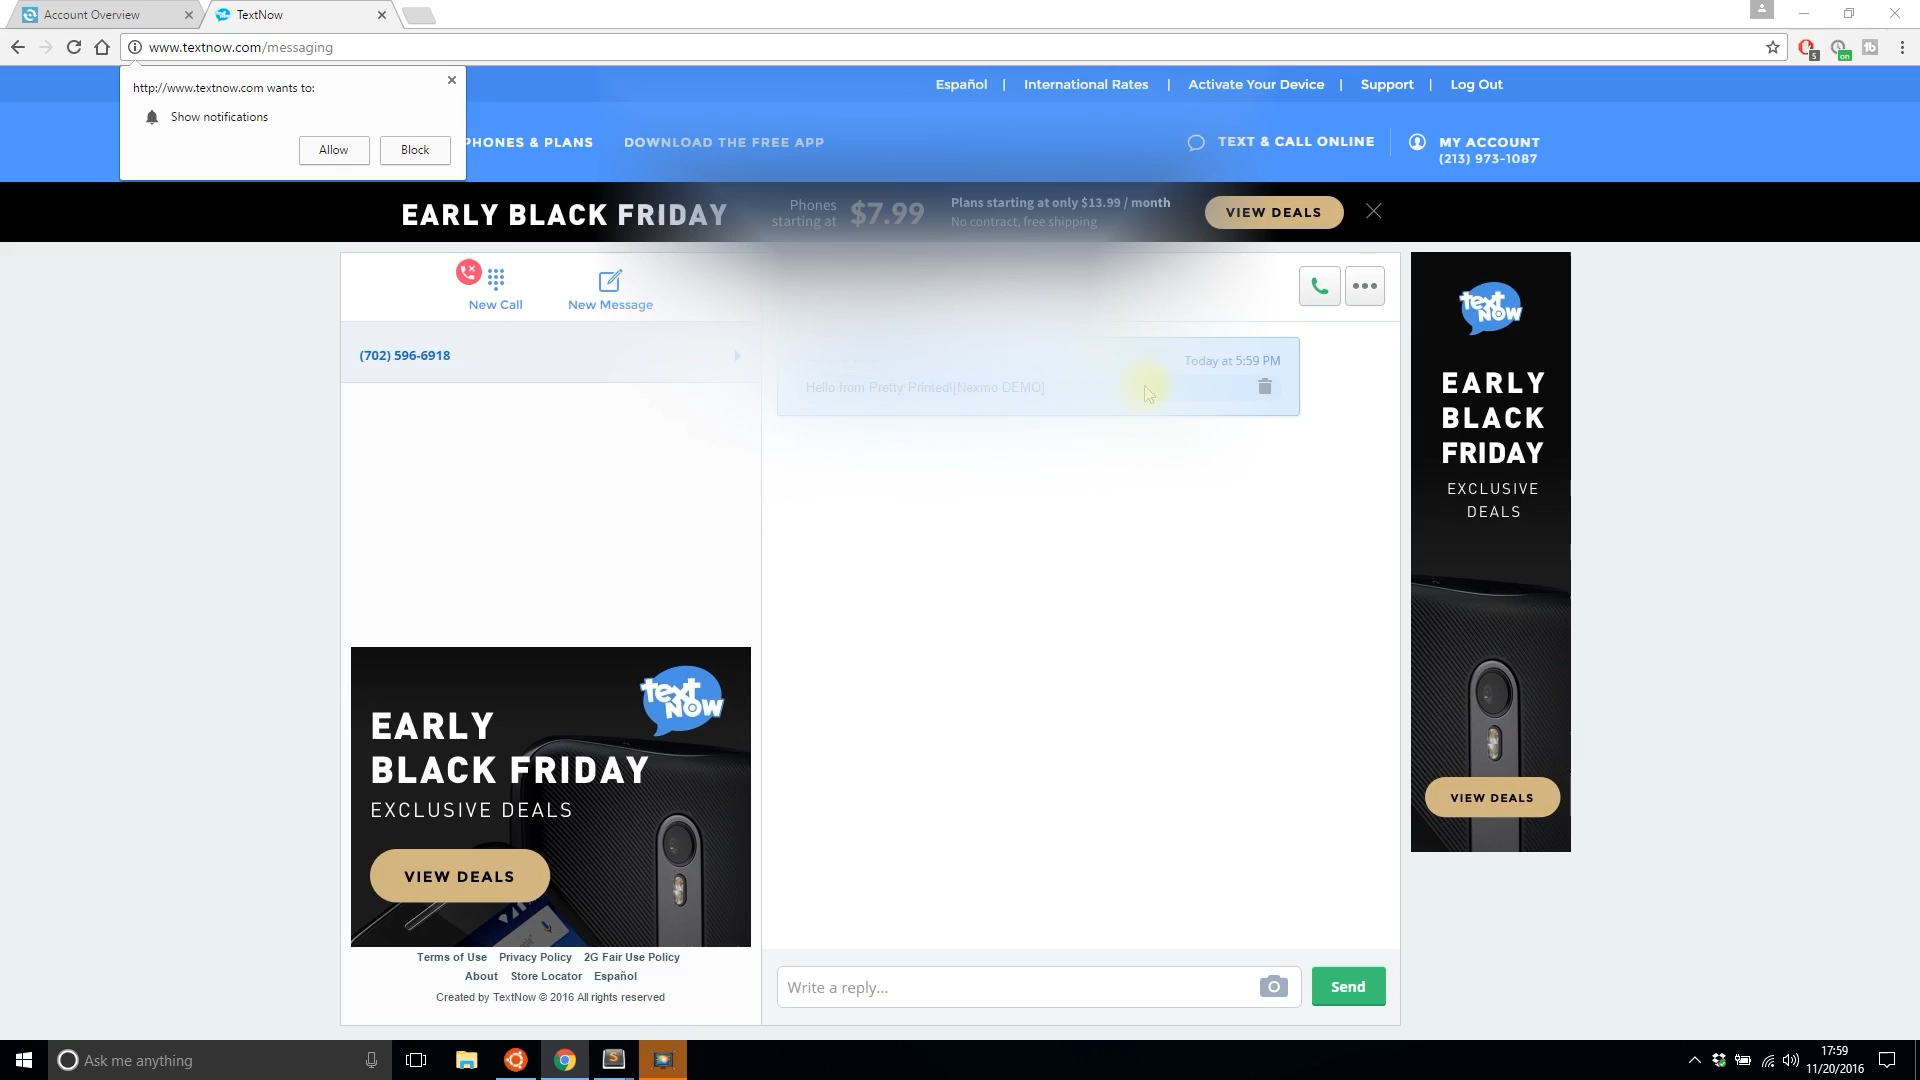 Account Overview
TextNow
www.textnow.com/messaging
5
on
http://www.textnow.com wants to:
Show notifications
Allow
Block
Español | International Rates | Activate Your Device | Support | Log Out
PHONES & PLANS
DOWNLOAD THE FREE APP
TEXT & CALL ONLINE
MY ACCOUNT
(213) 973-1087
EARLY BLACK FRIDAY
Phones
starting at
$7.99
Plans starting at only $13.99 / month
No contract, free shipping
VIEW DEALS
New Call
New Message
(702) 596-6918
Today at 5:59 PM
Hello from Pretty Printed![Nexmo DEMO]
text
NOW
EARLY
BLACK FRIDAY
EXCLUSIVE DEALS
VIEW DEALS
Terms of Use Privacy Policy 2G Fair Use Policy
About Store Locator Español
Created by TextNow © 2016 All rights reserved
Write a reply...
Send
text
NOW
EARLY
BLACK
FRIDAY
EXCLUSIVE
DEALS
VIEW DEALS
Ask me anything
17:59
11/20/2016